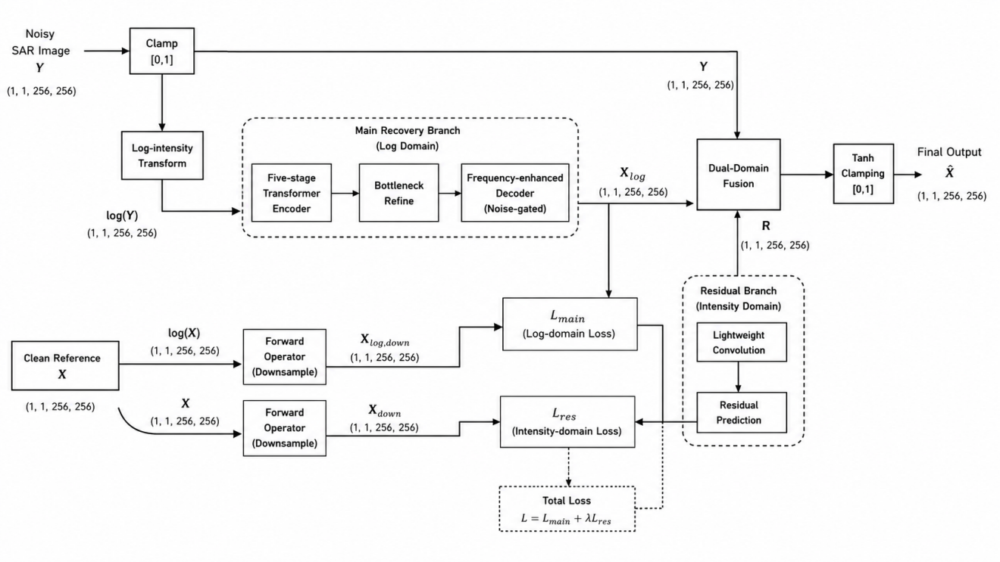 Noisy
SAR Image
Y
(1, 1, 256, 256)
Clamp
[0,1]
Y
(1, 1, 256, 256)
Log-intensity
Transform
log(Y)
(1, 1, 256, 256)
Main Recovery Branch
(Log Domain)
Five-stage
Transformer
Encoder
Bottleneck
Refine
Frequency-enhanced
Decoder
(Noise-gated)
X_log
(1, 1, 256, 256)
Dual-Domain
Fusion
Tanh
Clamping
[0,1]
Final Output
X̂
(1, 1, 256, 256)
R
(1, 1, 256, 256)
Residual Branch
(Intensity Domain)
Lightweight
Convolution
Residual
Prediction
Clean Reference
X
(1, 1, 256, 256)
log(X)
(1, 1, 256, 256)
Forward
Operator
(Downsample)
X_log,down
(1, 1, 256, 256)
L_main
(Log-domain Loss)
X
(1, 1, 256, 256)
Forward
Operator
(Downsample)
X_down
(1, 1, 256, 256)
L_res
(Intensity-domain Loss)
Total Loss
L = L_main + λL_res